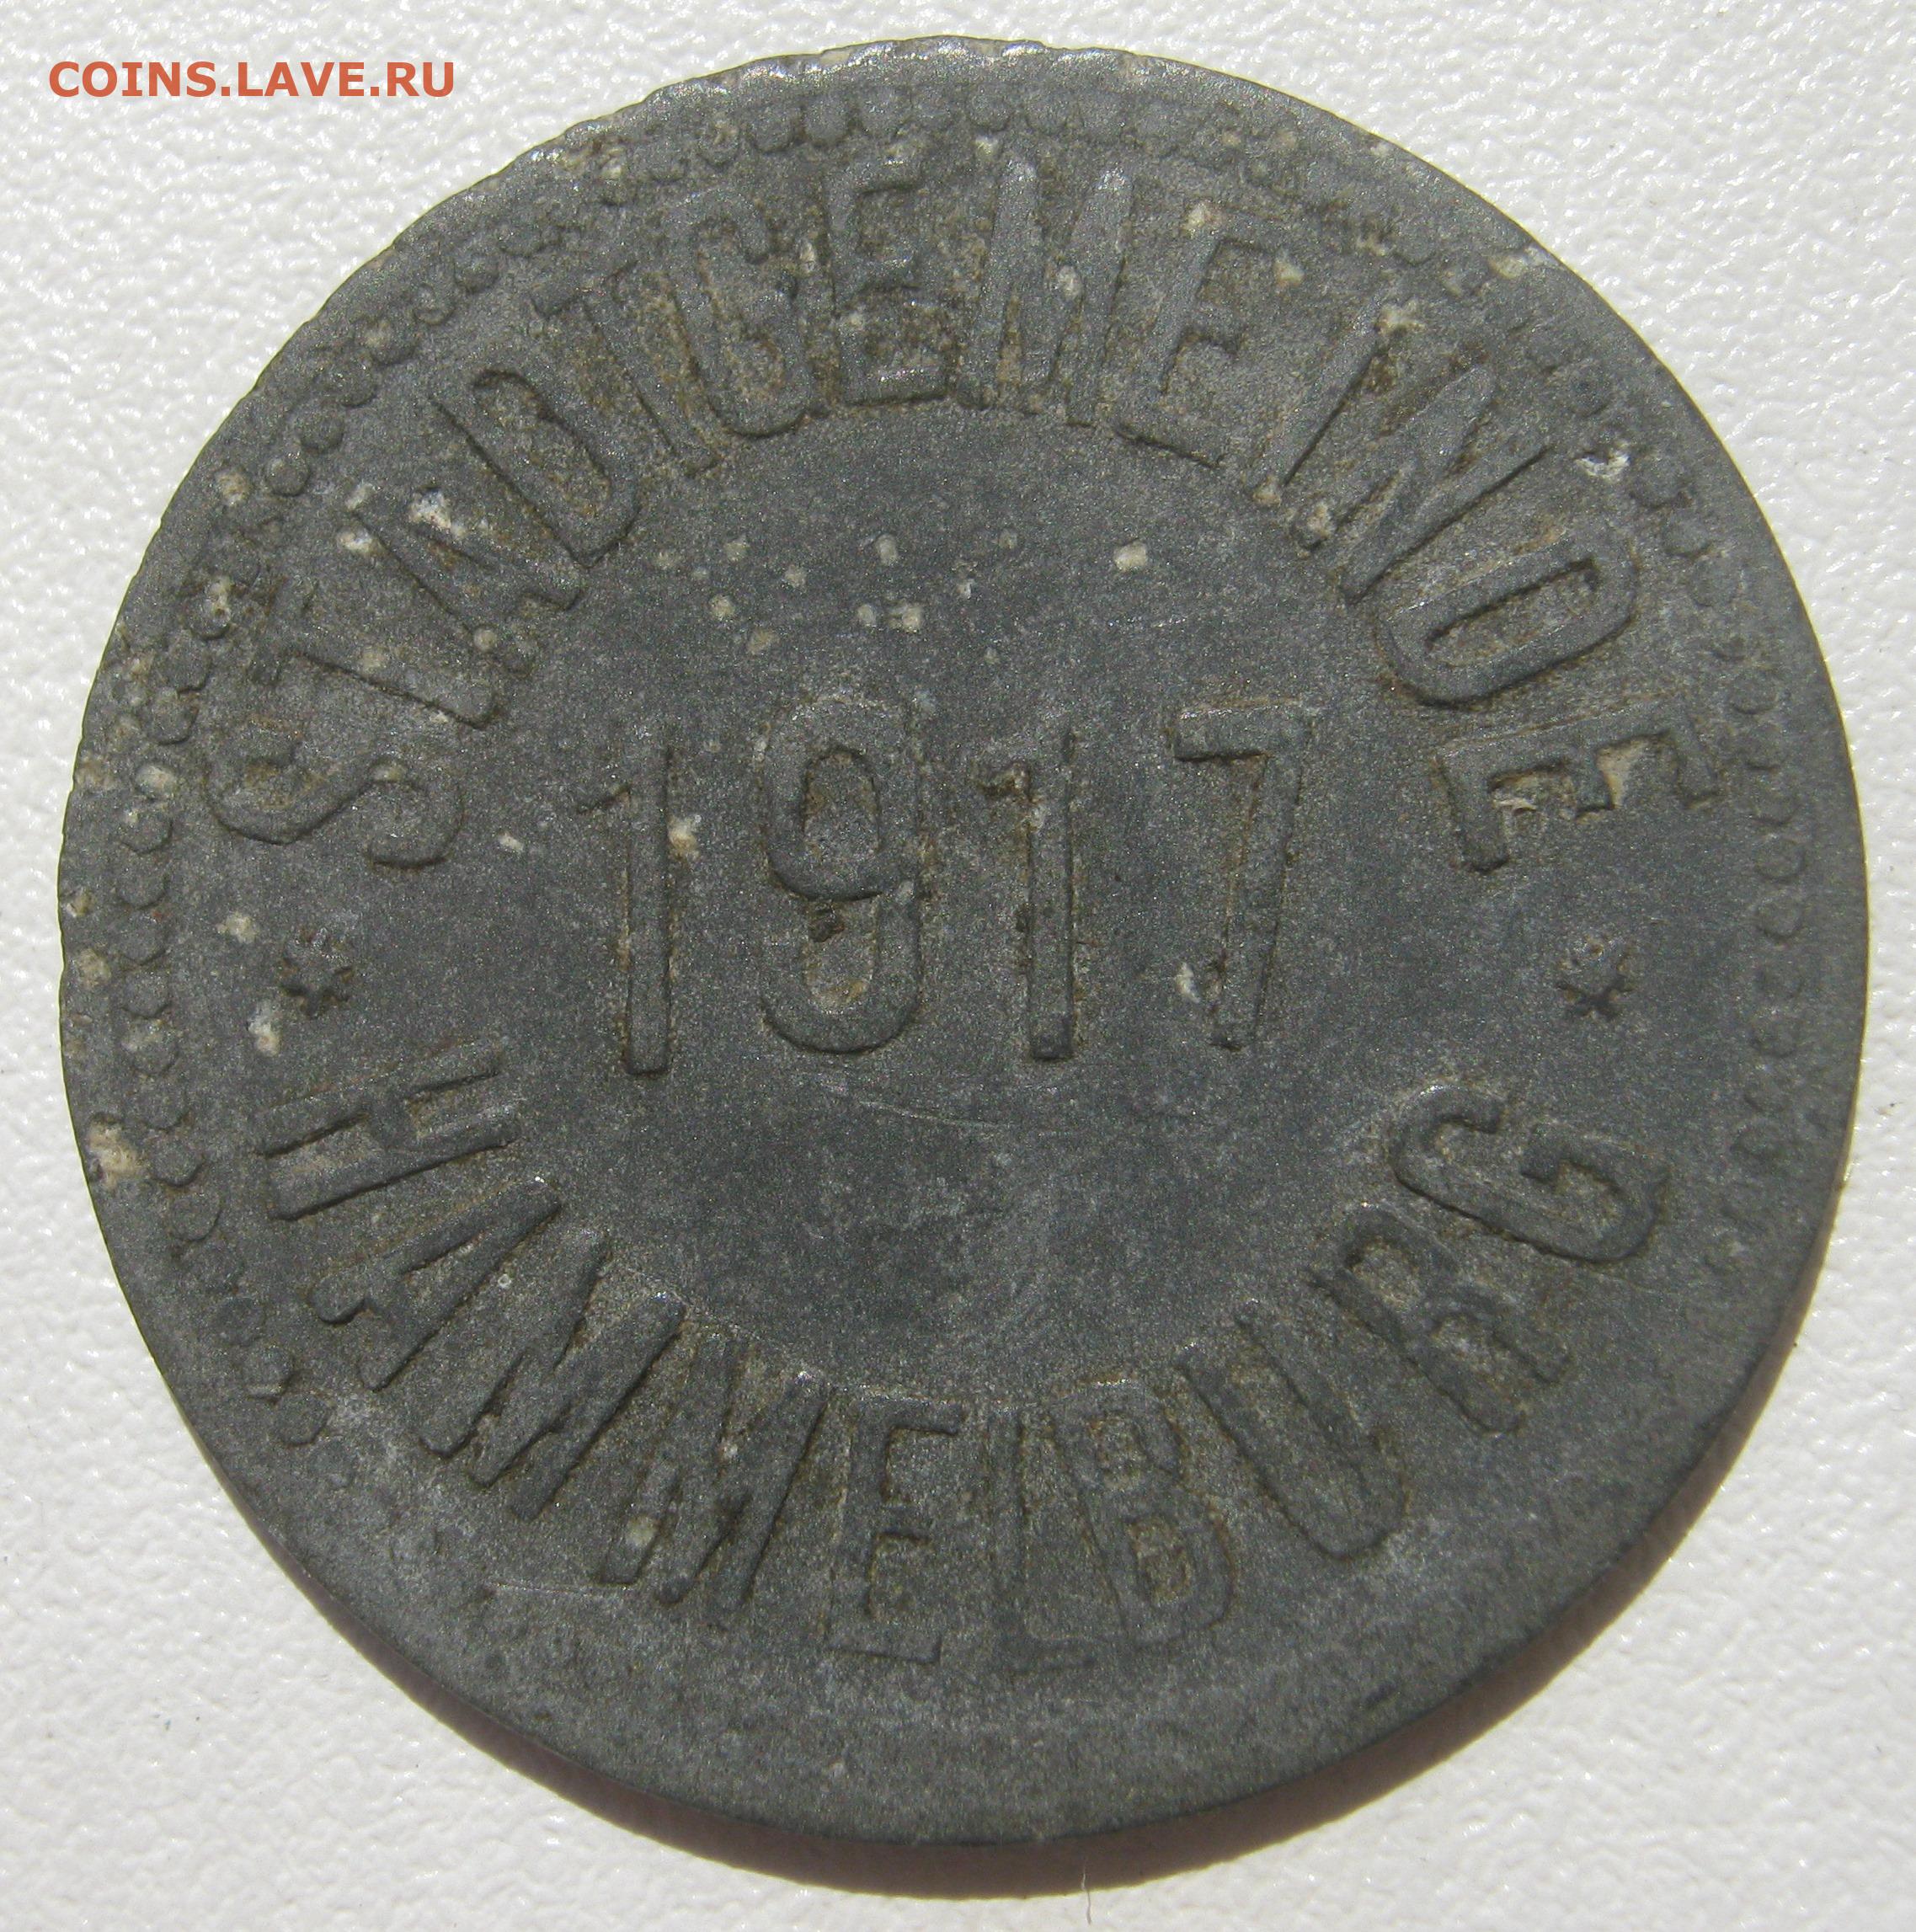 COINS.LAVE.RU
STADTGEMEINDE
1917
HAMMELBURG